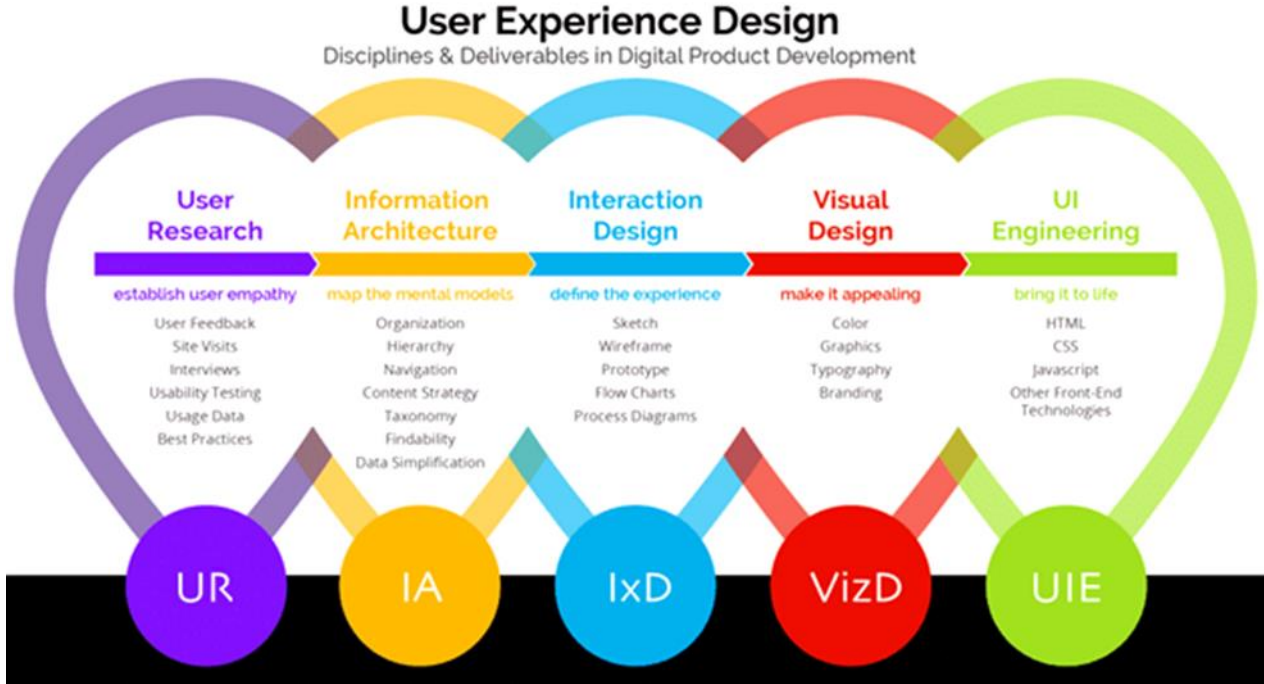 User Experience Design
Disciplines & Deliverables in Digital Product Development
User
Research
establish user empathy
User Feedback
Site Visits
Interviews
Usability Testing
Usage Data
Best Practices
UR
Information
Architecture
map the mental models
Organization
Hierarchy
Navigation
Content Strategy
Taxonomy
Findability
Data Simplification
IA
Interaction
Design
define the experience
Sketch
Wireframe
Prototype
Flow Charts
Process Diagrams
IxD
Visual
Design
make it appealing
Color
Graphics
Typography
Branding
VizD
UI
Engineering
bring it to life
HTML
CSS
Javascript
Other Front-End
Technologies
UIE